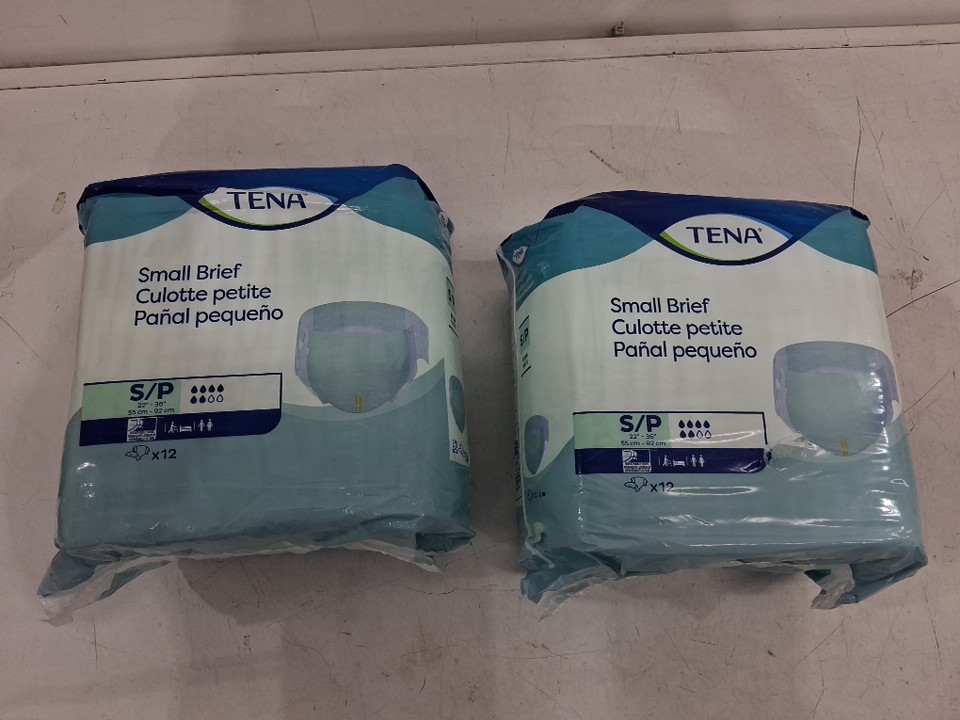 TENA
Small Brief
Culotte petite
Pañal pequeño
S/P
22" - 36"
55 cm - 92 cm
x12
TENA
Small Brief
Culotte petite
Pañal pequeño
S/P
S/P
22" - 36"
55 cm - 92 cm
x12